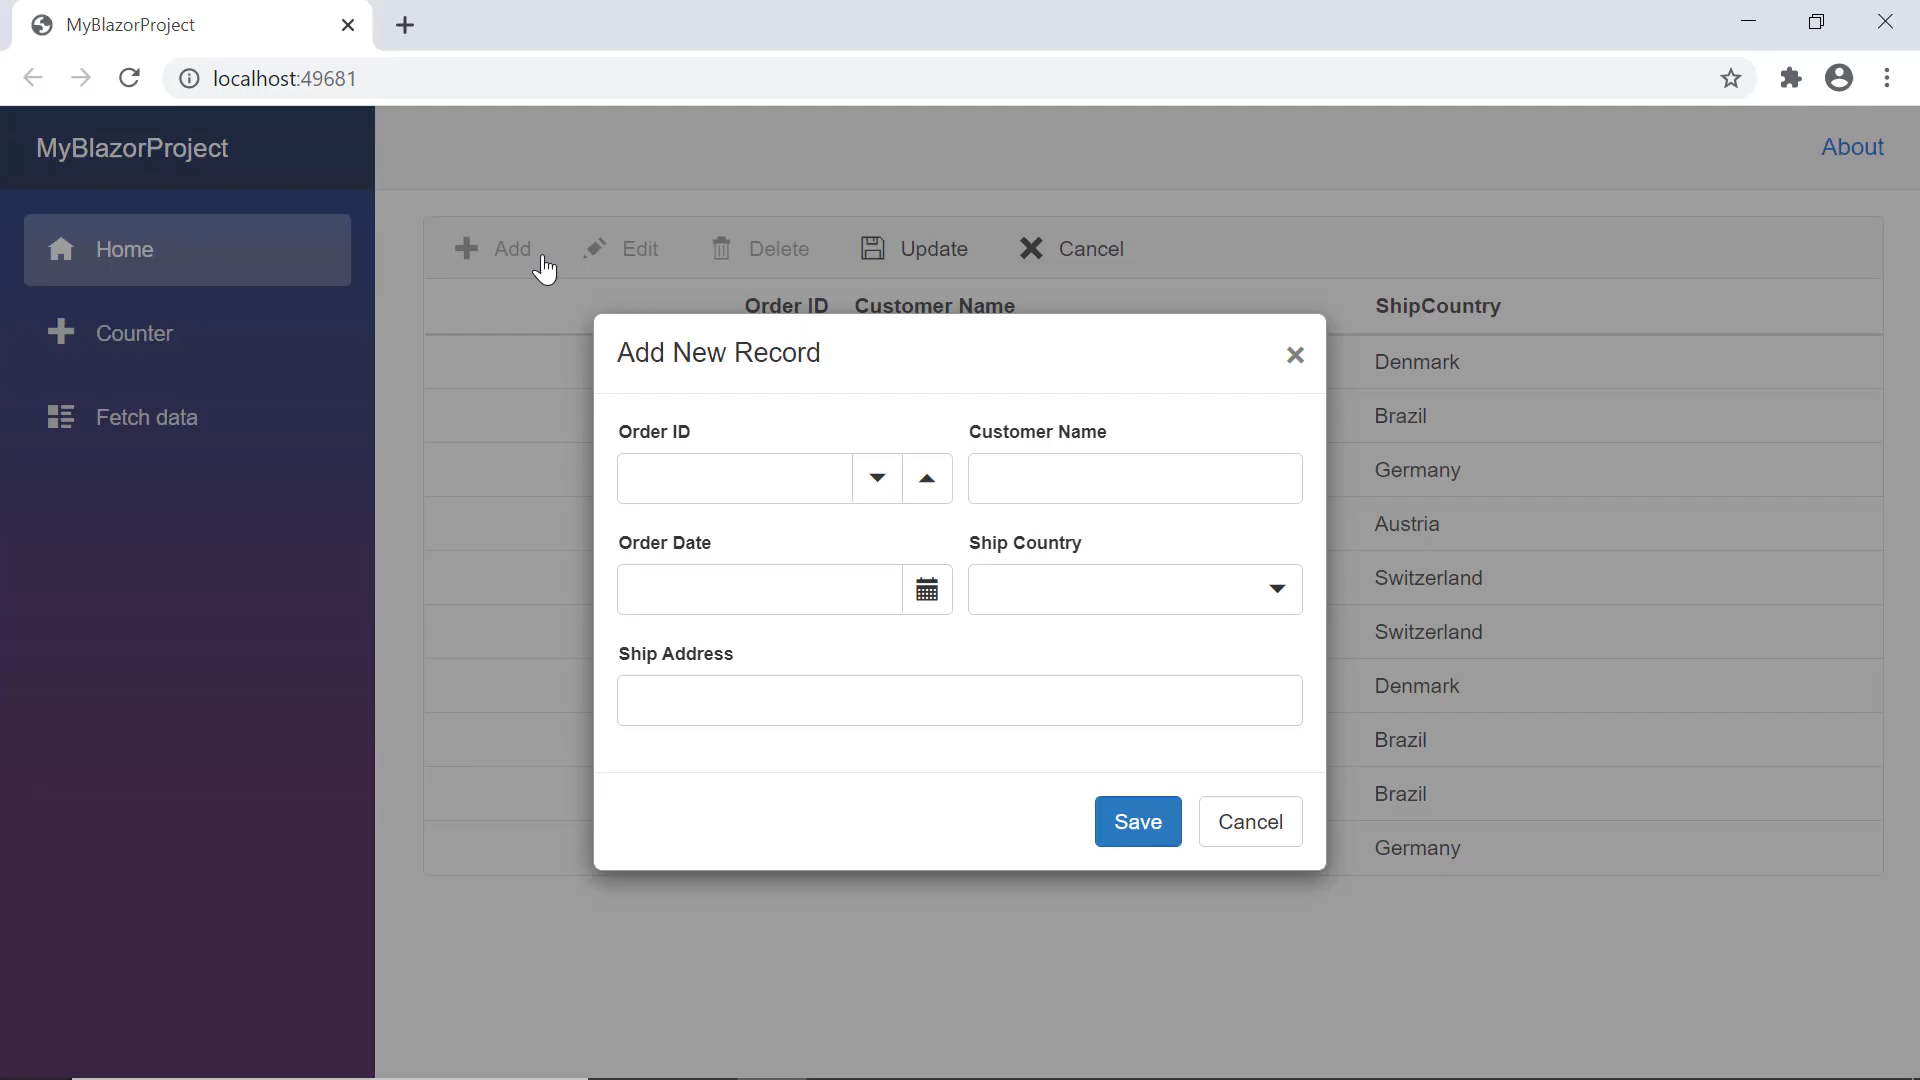 MyBlazorProject
localhost:49681
MyBlazorProject
About
Home
Counter
Fetch data
Add Edit Delete Update Cancel
Order ID Customer Name ShipCountry
Denmark
Brazil
Germany
Austria
Switzerland
Switzerland
Denmark
Brazil
Brazil
Germany
Add New Record
Order ID Customer Name
Order Date Ship Country
Ship Address
Save Cancel